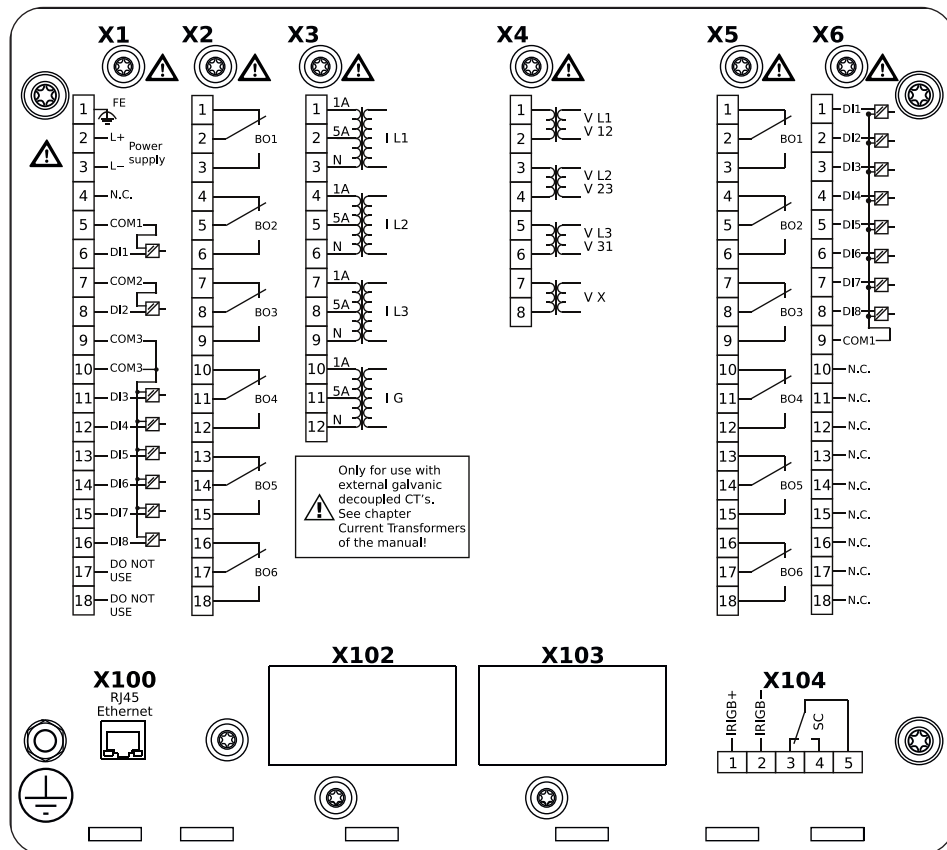 X1
X2
X3
X4
X5
X6
1 FE
2 L+
Power
supply
3 L−
4 N.C.
5 COM1
6 DI1
7 COM2
8 DI2
9 COM3
10 COM3
11 DI3
12 DI4
13 DI5
14 DI6
15 DI7
16 DI8
17 DO NOT
USE
18 DO NOT
USE
1
2 BO1
3
4
5 BO2
6
7
8 BO3
9
10
11 BO4
12
13
14 BO5
15
16
17 BO6
18
1 1A
2 5A I L1
3 N
4 1A
5 5A I L2
6 N
7 1A
8 5A I L3
9 N
10 1A
11 5A I G
12 N
Only for use with
external galvanic
decoupled CT's.
See chapter
Current Transformers
of the manual!
1 V L1
2 V 12
3 V L2
4 V 23
5 V L3
6 V 31
7 V X
8
1
2 BO1
3
4
5 BO2
6
7
8 BO3
9
10
11 BO4
12
13
14 BO5
15
16
17 BO6
18
1 DI1
2 DI2
3 DI3
4 DI4
5 DI5
6 DI6
7 DI7
8 DI8
9 COM1
10 N.C.
11 N.C.
12 N.C.
13 N.C.
14 N.C.
15 N.C.
16 N.C.
17 N.C.
18 N.C.
X100
RJ45
Ethernet
X102
X103
X104
IRIGB+
IRIGB−
SC
1 2 3 4 5